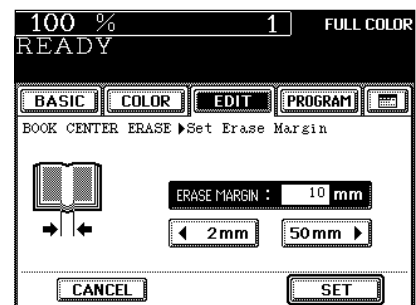 100 % 1 FULL COLOR
READY
BASIC COLOR EDIT PROGRAM
BOOK CENTER ERASE ▶Set Erase Margin
ERASE MARGIN : 10 mm
◀ 2mm 50mm ▶
CANCEL SET